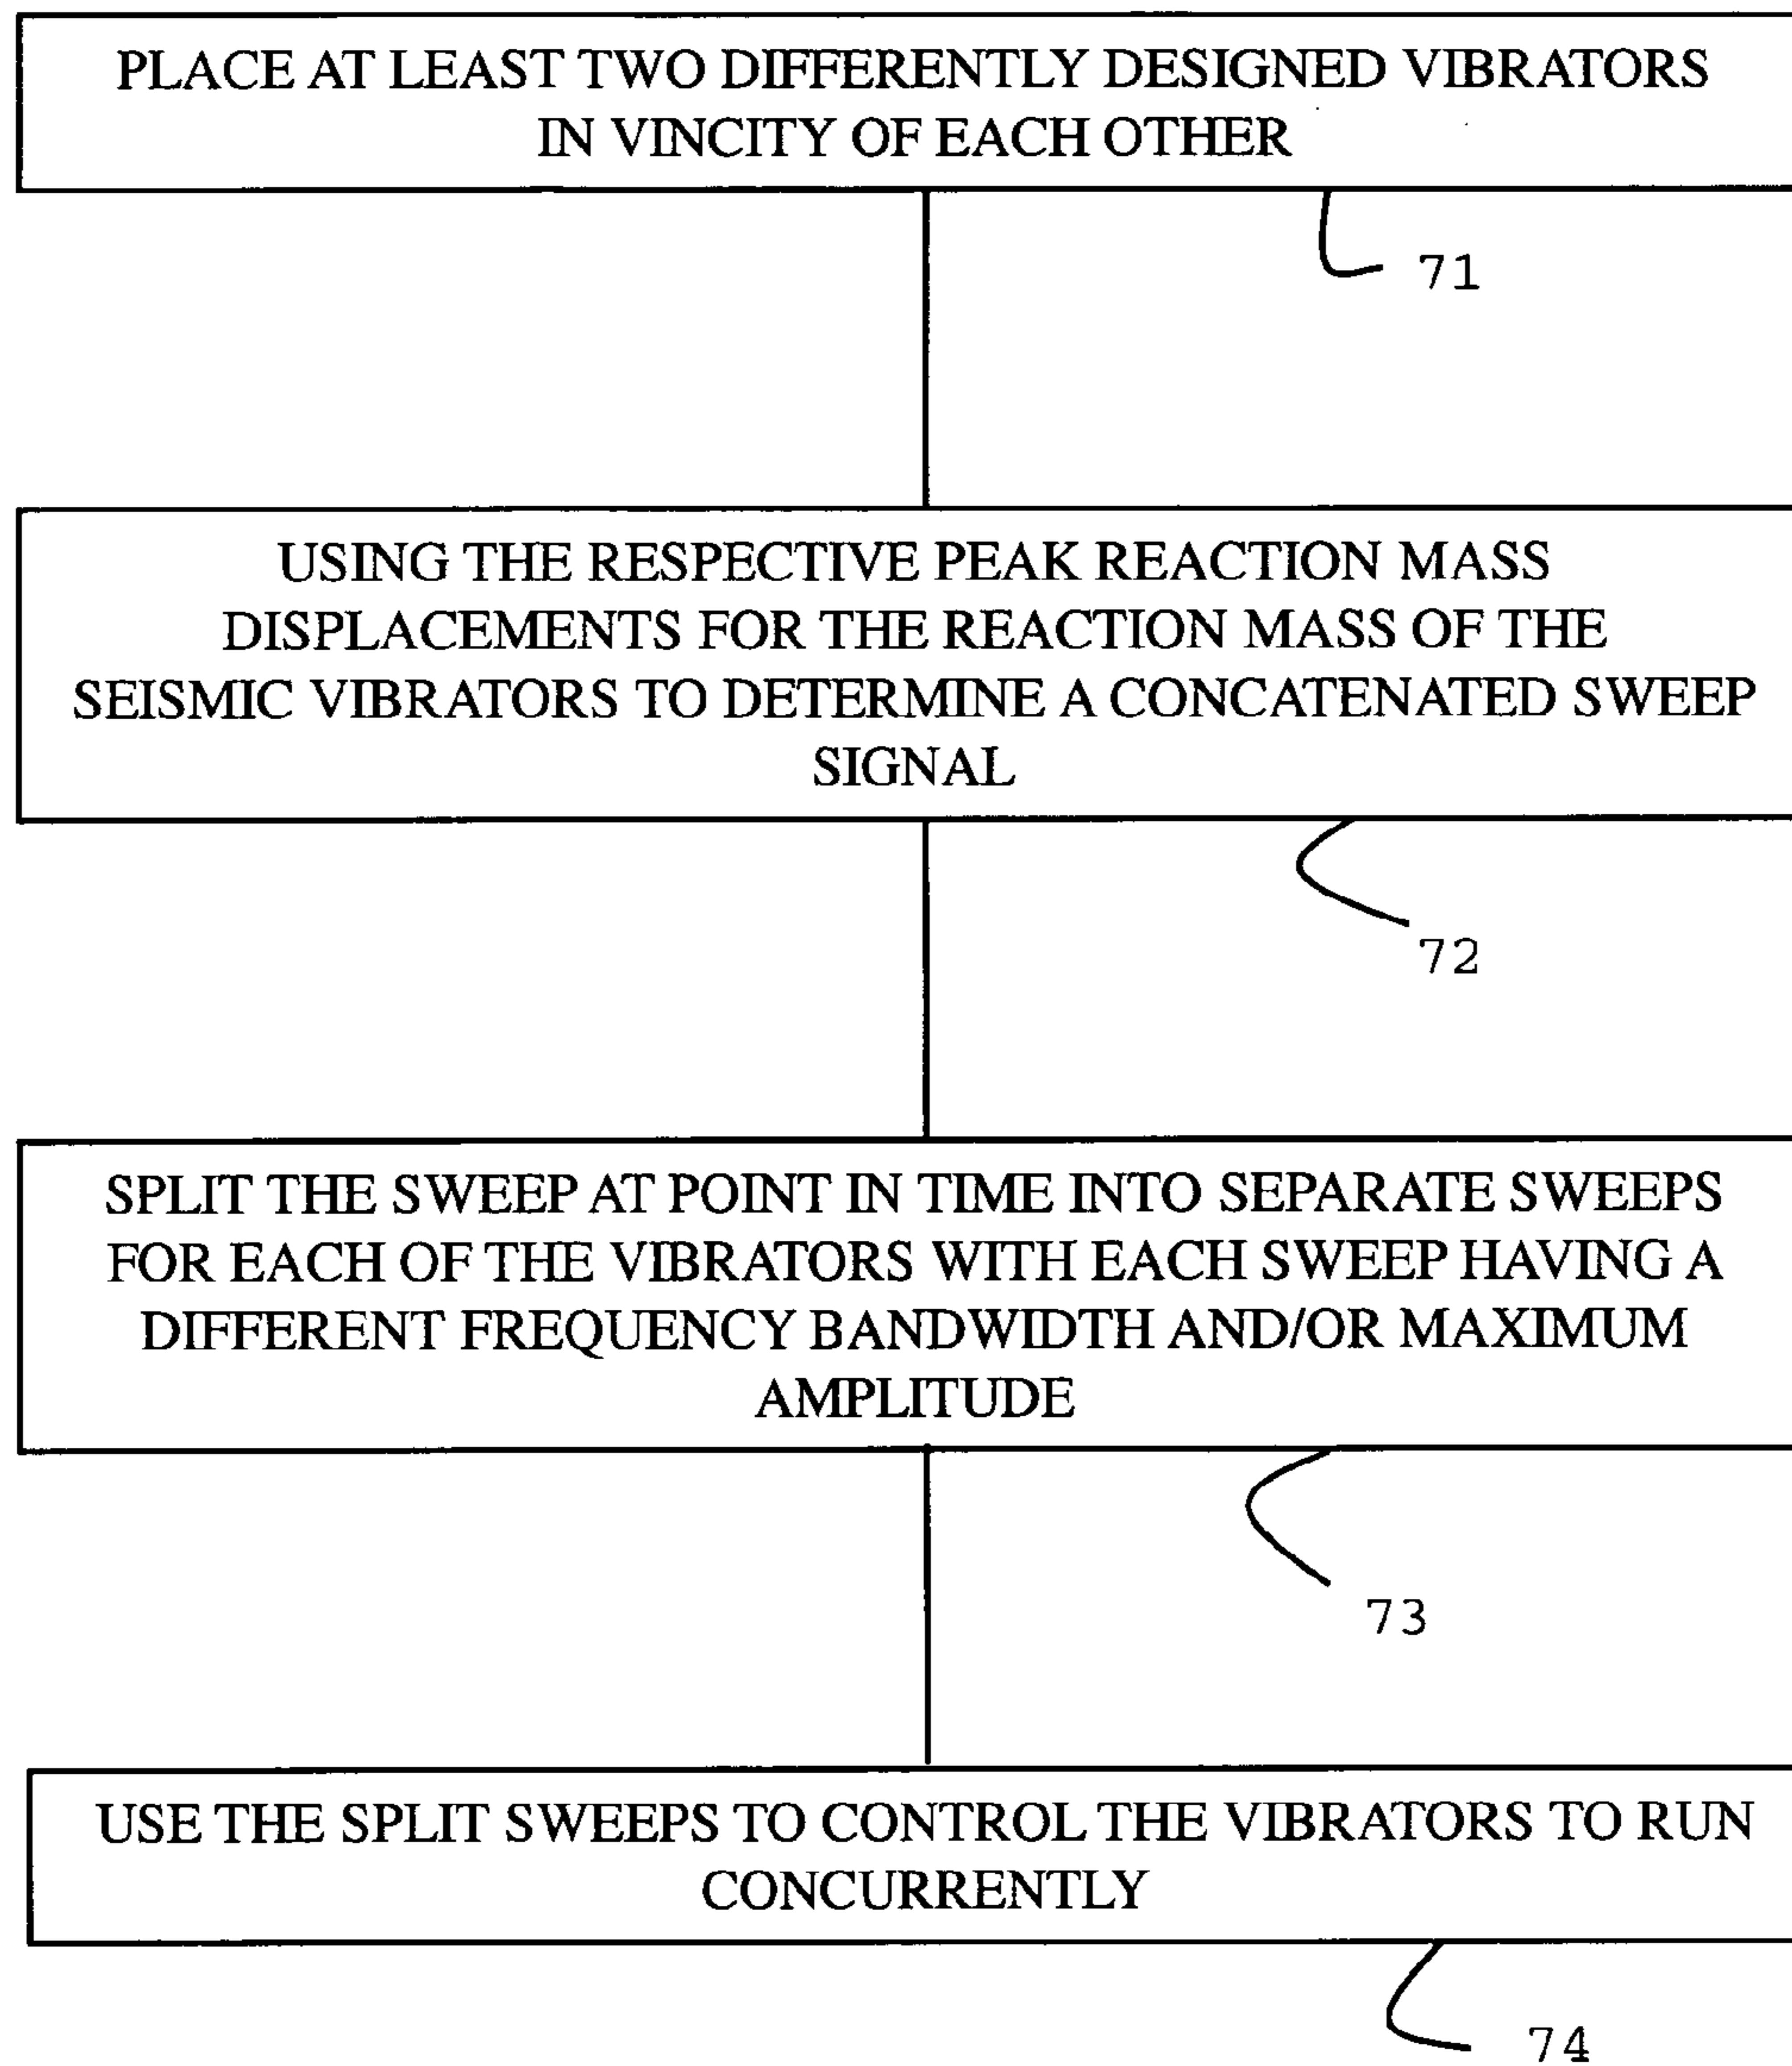 PLACE AT LEAST TWO DIFFERENTLY DESIGNED VIBRATORS
IN VINCITY OF EACH OTHER
71
USING THE RESPECTIVE PEAK REACTION MASS
DISPLACEMENTS FOR THE REACTION MASS OF THE
SEISMIC VIBRATORS TO DETERMINE A CONCATENATED SWEEP
SIGNAL
72
SPLIT THE SWEEP AT POINT IN TIME INTO SEPARATE SWEEPS
FOR EACH OF THE VIBRATORS WITH EACH SWEEP HAVING A
DIFFERENT FREQUENCY BANDWIDTH AND/OR MAXIMUM
AMPLITUDE
73
USE THE SPLIT SWEEPS TO CONTROL THE VIBRATORS TO RUN
CONCURRENTLY
74